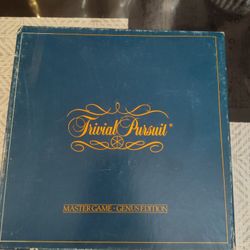 Trivial Pursuit®
MASTER GAME - GENUS EDITION